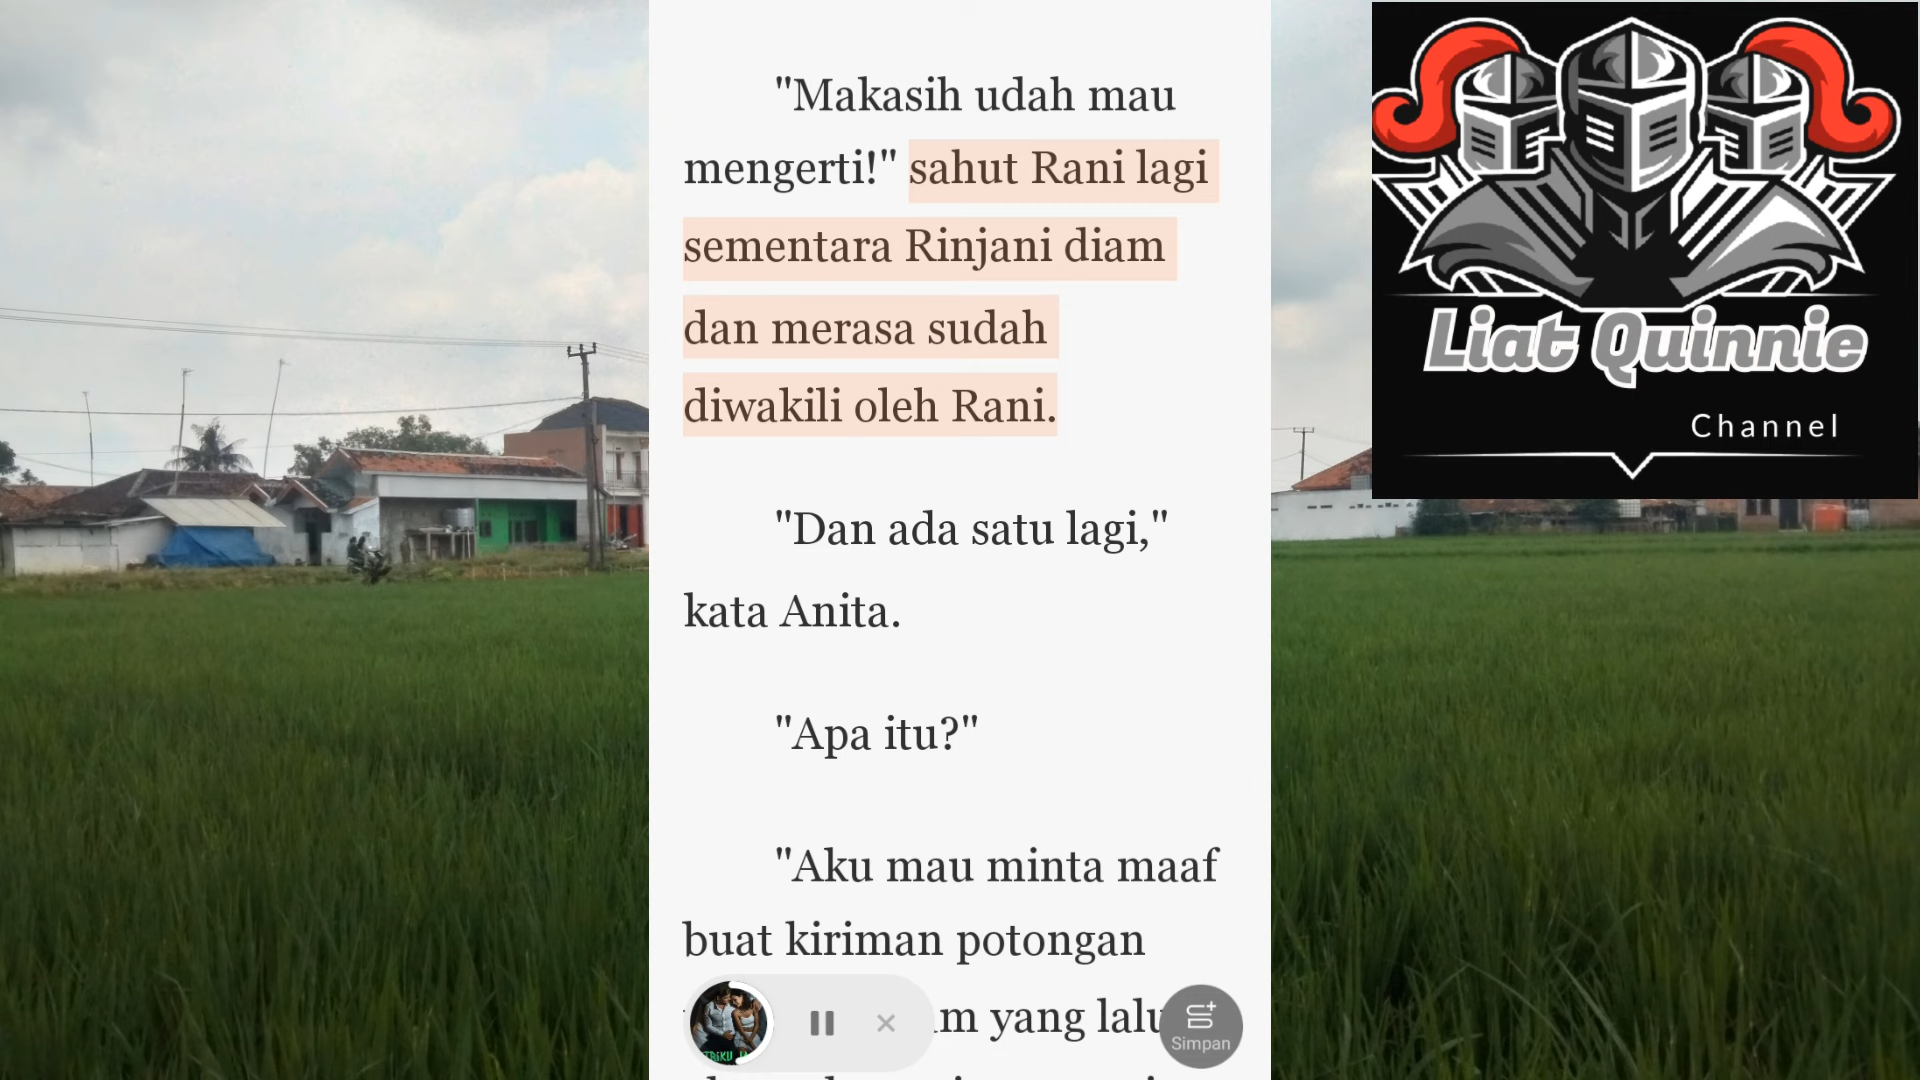 "Makasih udah mau
mengerti!" sahut Rani lagi
sementara Rinjani diam
dan merasa sudah
diwakili oleh Rani.
"Dan ada satu lagi,"
kata Anita.
"Apa itu?"
"Aku mau minta maaf
buat kiriman potongan
yang lalu
Simpan
Liat Quinnie
Channel